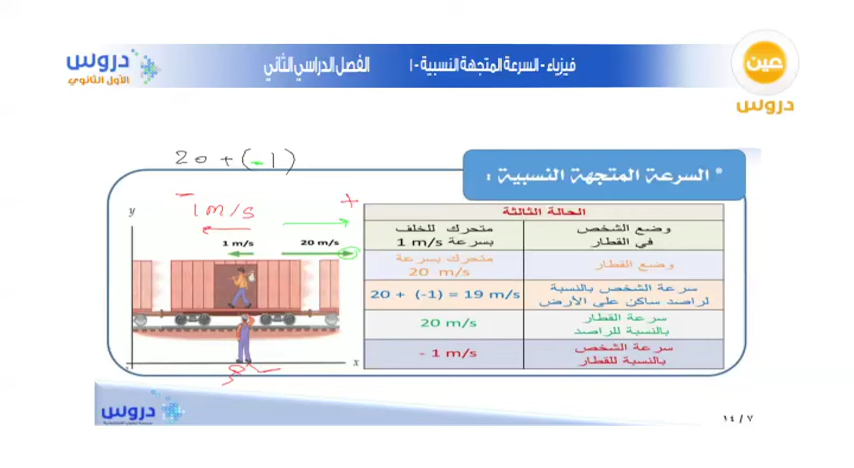 عين
دروس
فيزياء - السرعة المتجهة النسبية - ١
الفصل الدراسي الثاني
دروس
الأول الثانوي
* السرعة المتجهة النسبية :
20 + (-1)
- +
1 m/s
y
1 m/s 20 m/s
x
الحالة الثالثة
وضع الشخص في القطار
متحرك للخلف بسرعة 1 m/s
وضع القطار
متحرك بسرعة 20 m/s
سرعة الشخص بالنسبة لراصد ساكن على الأرض
20 + (-1) = 19 m/s
سرعة القطار بالنسبة للراصد
20 m/s
سرعة الشخص بالنسبة للقطار
- 1 m/s
دروس
١٤ / ٧